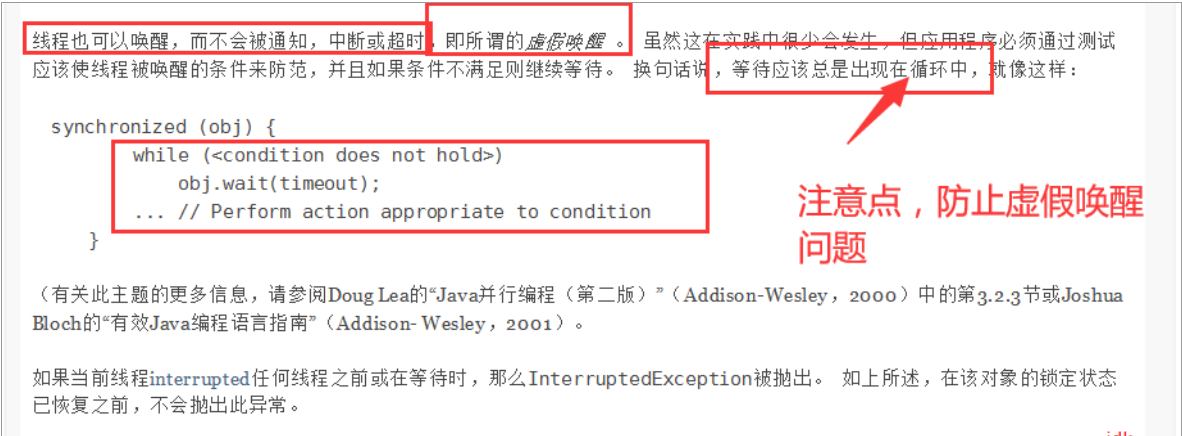 线程也可以唤醒，而不会被通知，中断或超时，即所谓的虚假唤醒 。 虽然这在实践中很少会发生，但应用程序必须通过测试
应该使线程被唤醒的条件来防范，并且如果条件不满足则继续等待。 换句话说，等待应该总是出现在循环中，就像这样：
synchronized (obj) {
while (<condition does not hold>)
obj.wait(timeout);
... // Perform action appropriate to condition
}
注意点，防止虚假唤醒
问题
（有关此主题的更多信息，请参阅Doug Lea的“Java并行编程（第二版）”（Addison-Wesley，2000）中的第3.2.3节或Joshua
Bloch的“有效Java编程语言指南”（Addison- Wesley，2001）。
如果当前线程interrupted任何线程之前或在等待时，那么InterruptedException被抛出。 如上所述，在该对象的锁定状态
已恢复之前，不会抛出此异常。